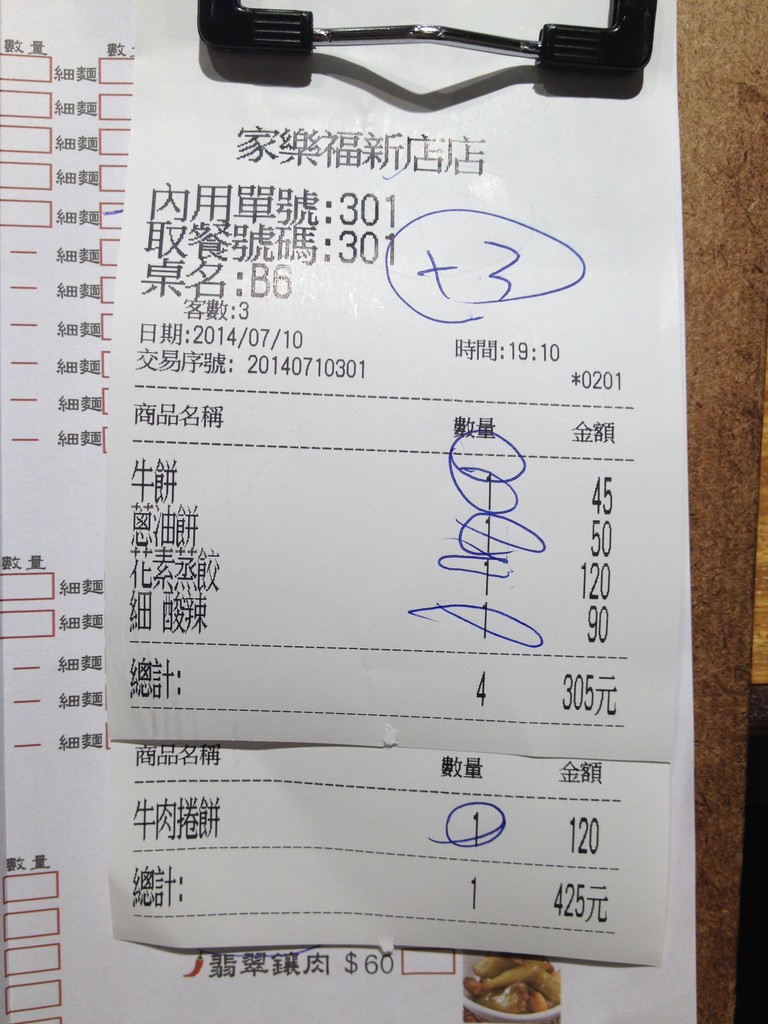 家樂福新店店
內用單號:301
取餐號碼:301
+3
桌名:B6
客數:3
日期:2014/07/10 時間:19:10
交易序號: 20140710301 *0201
商品名稱 數量 金額
牛餅 1 45
蔥油餅 1 50
花素蒸餃 1 120
細 酸辣 1 90
總計: 4 305元
商品名稱 數量 金額
牛肉捲餅 1 120
總計: 1 425元
翡翠鑲肉 $60
數量 數
細麵
細麵
細麵
細麵
細麵
細麵
細麵
細麵
細麵
細麵
細麵
數量
細麵
細麵
細麵
細麵
細麵
數量